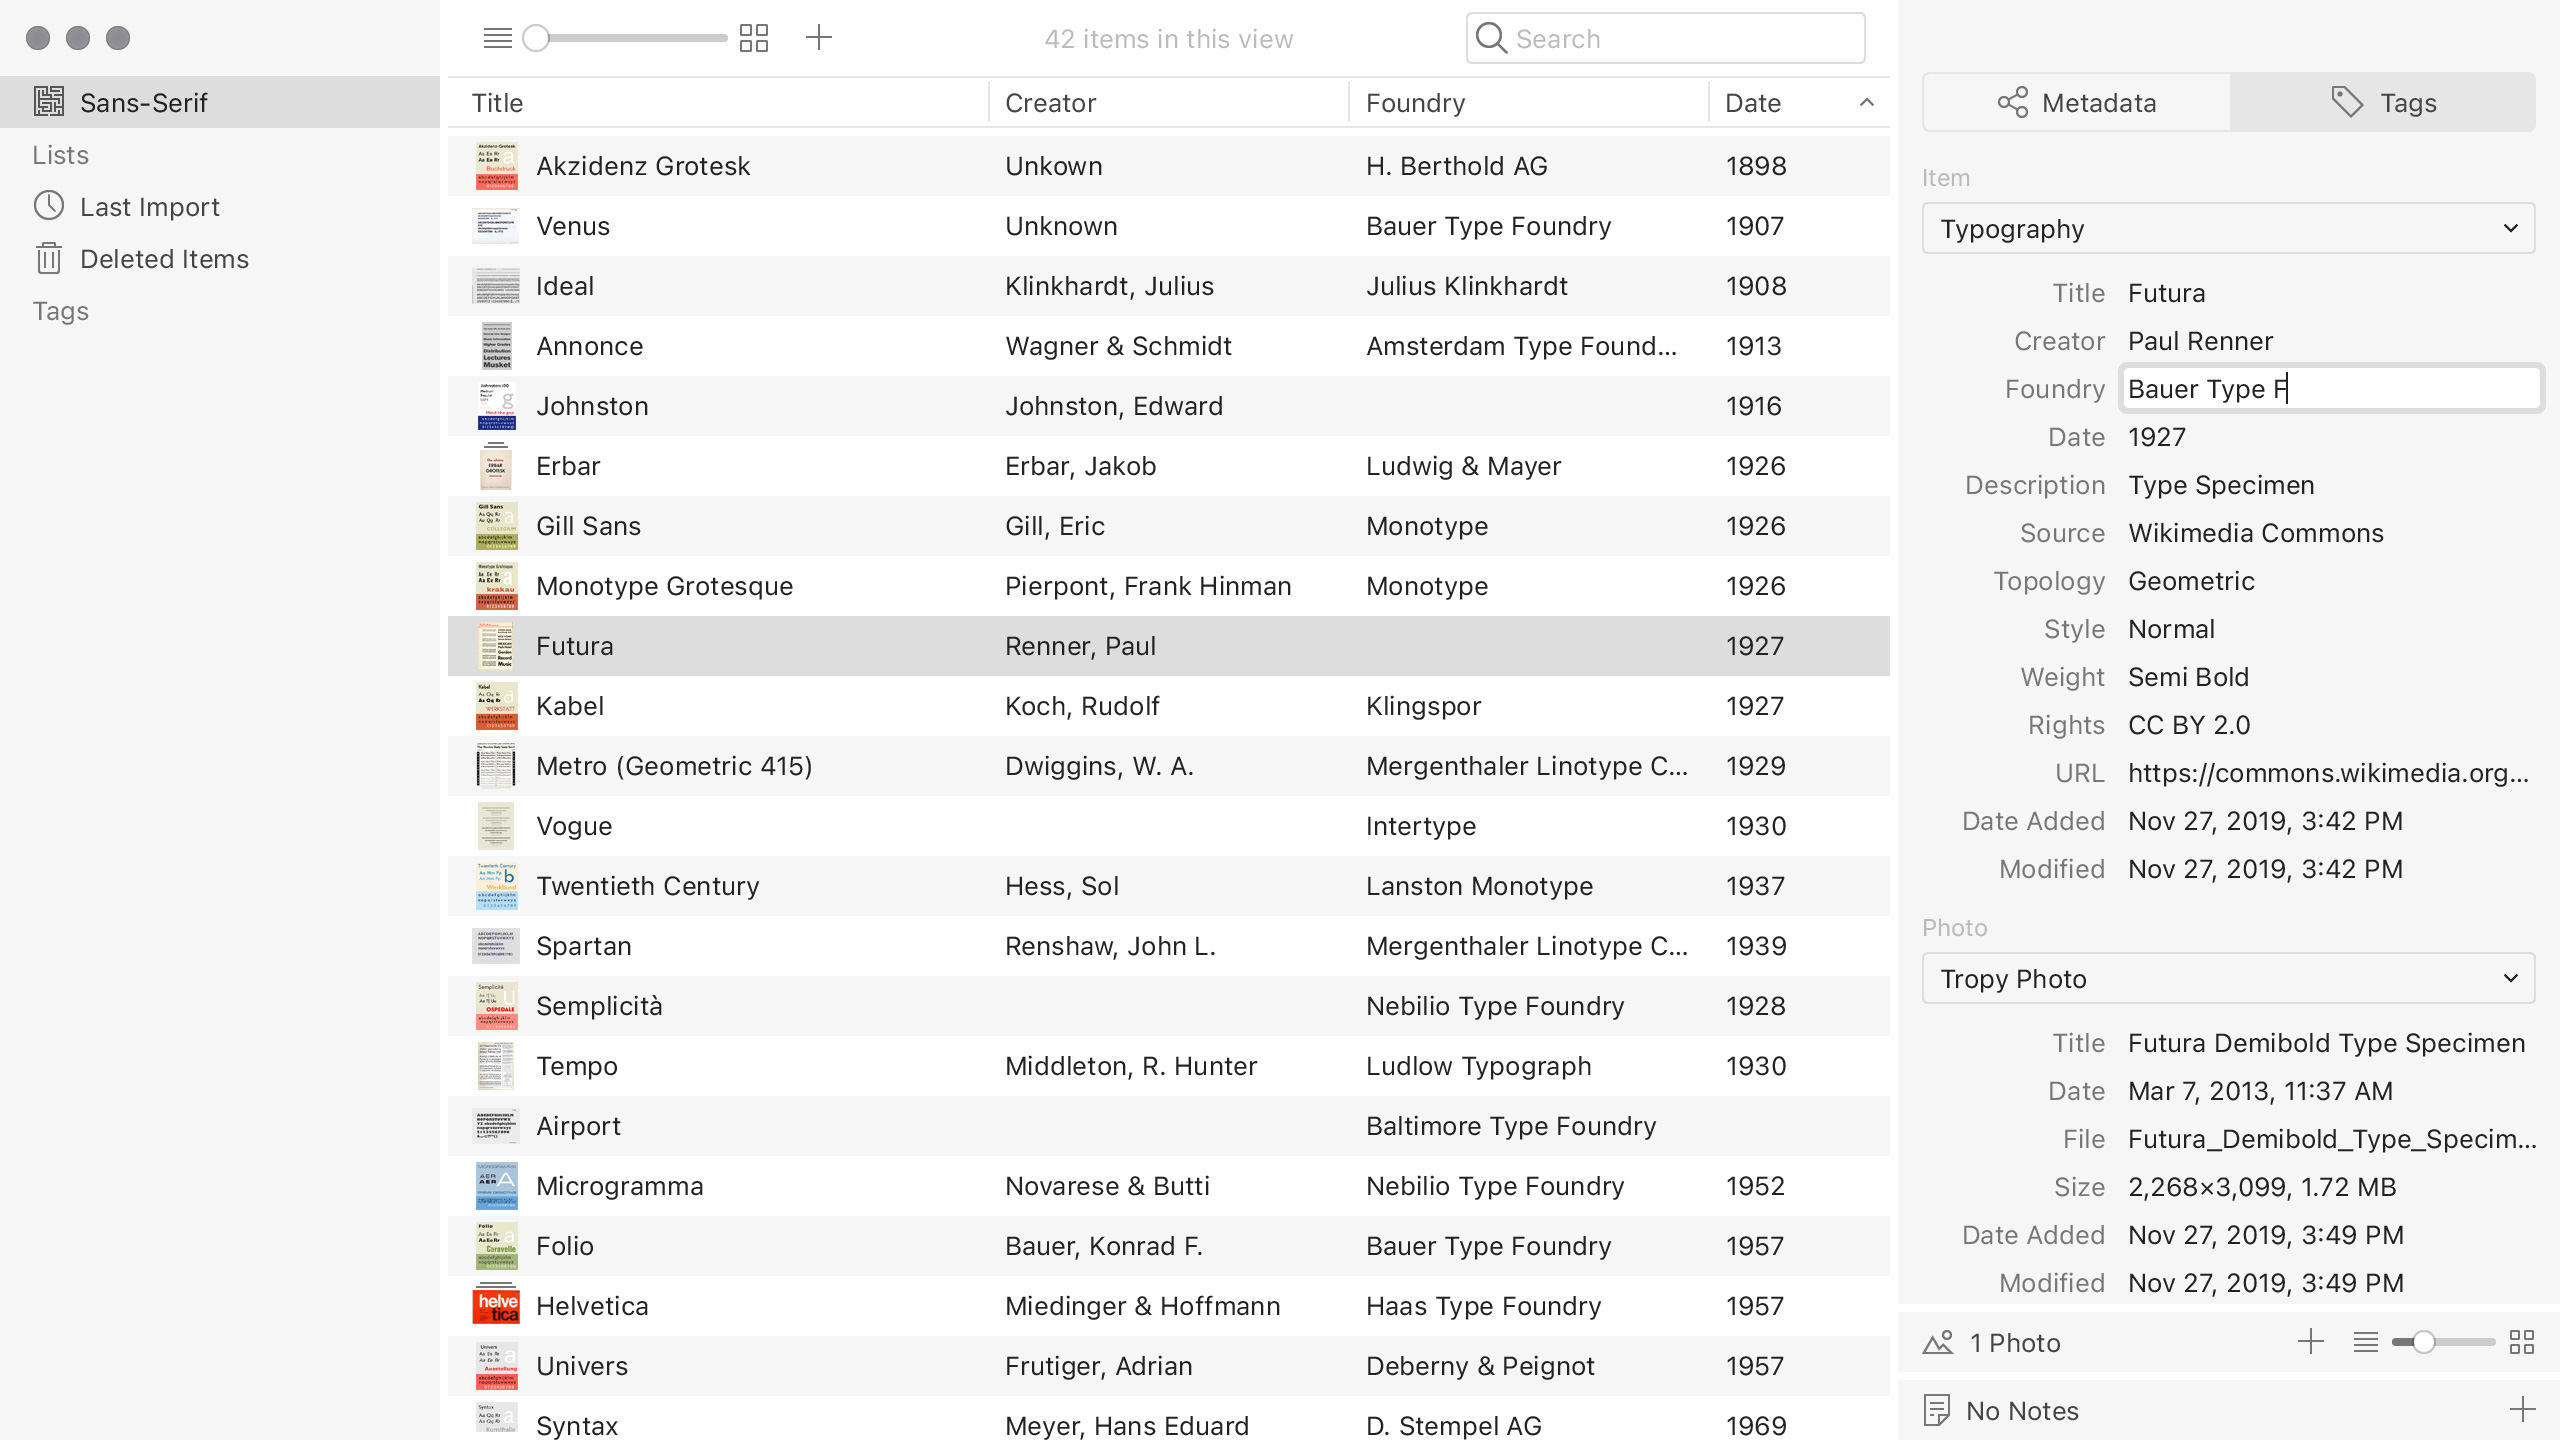 Sans-Serif
Lists
Last Import
Deleted Items
Tags
42 items in this view
Search
Title Creator Foundry Date
Akzidenz Grotesk Unkown H. Berthold AG 1898
Venus Unknown Bauer Type Foundry 1907
Ideal Klinkhardt, Julius Julius Klinkhardt 1908
Annonce Wagner & Schmidt Amsterdam Type Found... 1913
Johnston Johnston, Edward 1916
Erbar Erbar, Jakob Ludwig & Mayer 1926
Gill Sans Gill, Eric Monotype 1926
Monotype Grotesque Pierpont, Frank Hinman Monotype 1926
Futura Renner, Paul 1927
Kabel Koch, Rudolf Klingspor 1927
Metro (Geometric 415) Dwiggins, W. A. Mergenthaler Linotype C... 1929
Vogue Intertype 1930
Twentieth Century Hess, Sol Lanston Monotype 1937
Spartan Renshaw, John L. Mergenthaler Linotype C... 1939
Semplicità Nebilio Type Foundry 1928
Tempo Middleton, R. Hunter Ludlow Typograph 1930
Airport Baltimore Type Foundry
Microgramma Novarese & Butti Nebilio Type Foundry 1952
Folio Bauer, Konrad F. Bauer Type Foundry 1957
helvetica
Helvetica Miedinger & Hoffmann Haas Type Foundry 1957
Univers Frutiger, Adrian Deberny & Peignot 1957
Syntax Meyer, Hans Eduard D. Stempel AG 1969
Metadata Tags
Item
Typography
Title Futura
Creator Paul Renner
Foundry Bauer Type F
Date 1927
Description Type Specimen
Source Wikimedia Commons
Topology Geometric
Style Normal
Weight Semi Bold
Rights CC BY 2.0
URL https://commons.wikimedia.org...
Date Added Nov 27, 2019, 3:42 PM
Modified Nov 27, 2019, 3:42 PM
Photo
Tropy Photo
Title Futura Demibold Type Specimen
Date Mar 7, 2013, 11:37 AM
File Futura_Demibold_Type_Specim...
Size 2,268×3,099, 1.72 MB
Date Added Nov 27, 2019, 3:49 PM
Modified Nov 27, 2019, 3:49 PM
1 Photo
No Notes